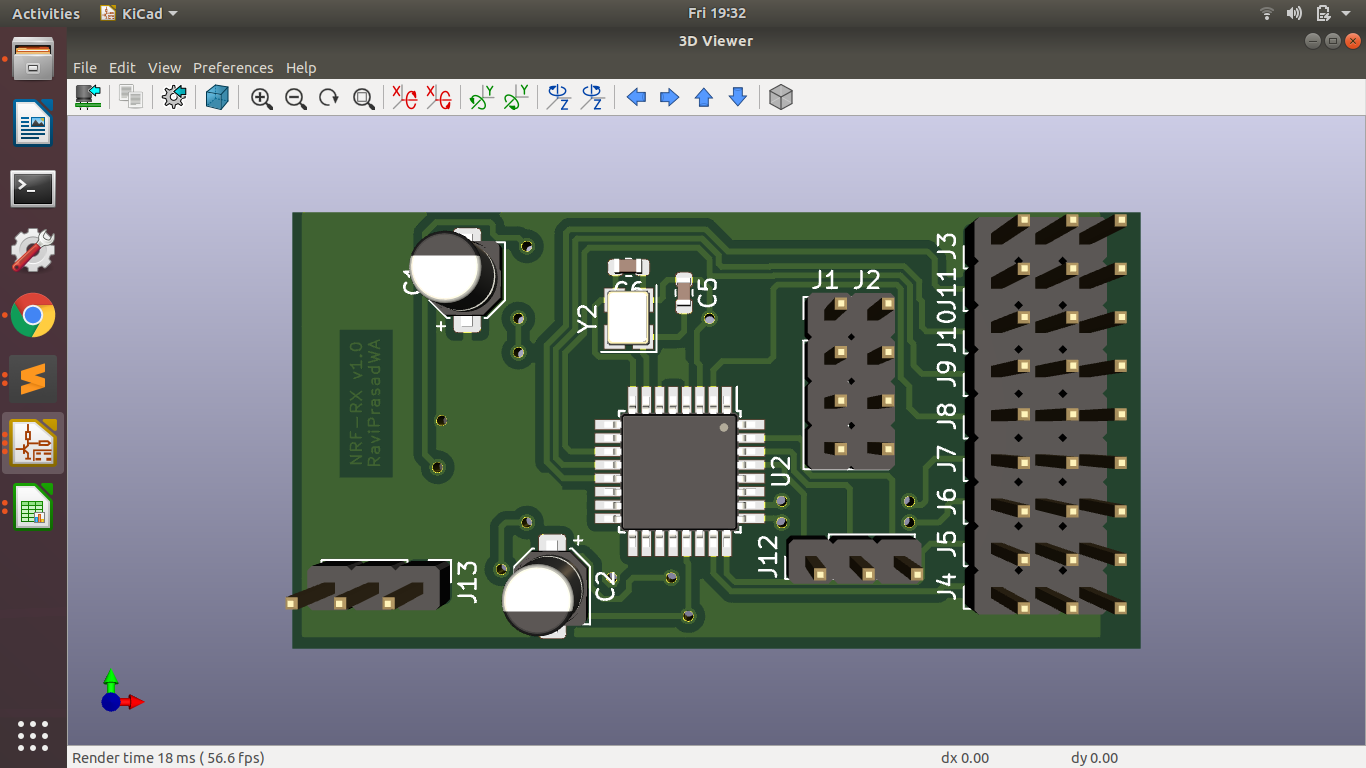 Activities
KiCad
Fri 19:32
3D Viewer
File Edit View Preferences Help
X X Y Y Z Z
J3
J11
J10
J9
J8
J7
J6
J5
J4
J1 J2
C6
C5
Y2
+
NRF-RX v1.0
RaviPrasadWA
U2
J12
+
C2
J13
Render time 18 ms ( 56.6 fps)
dx 0.00
dy 0.00